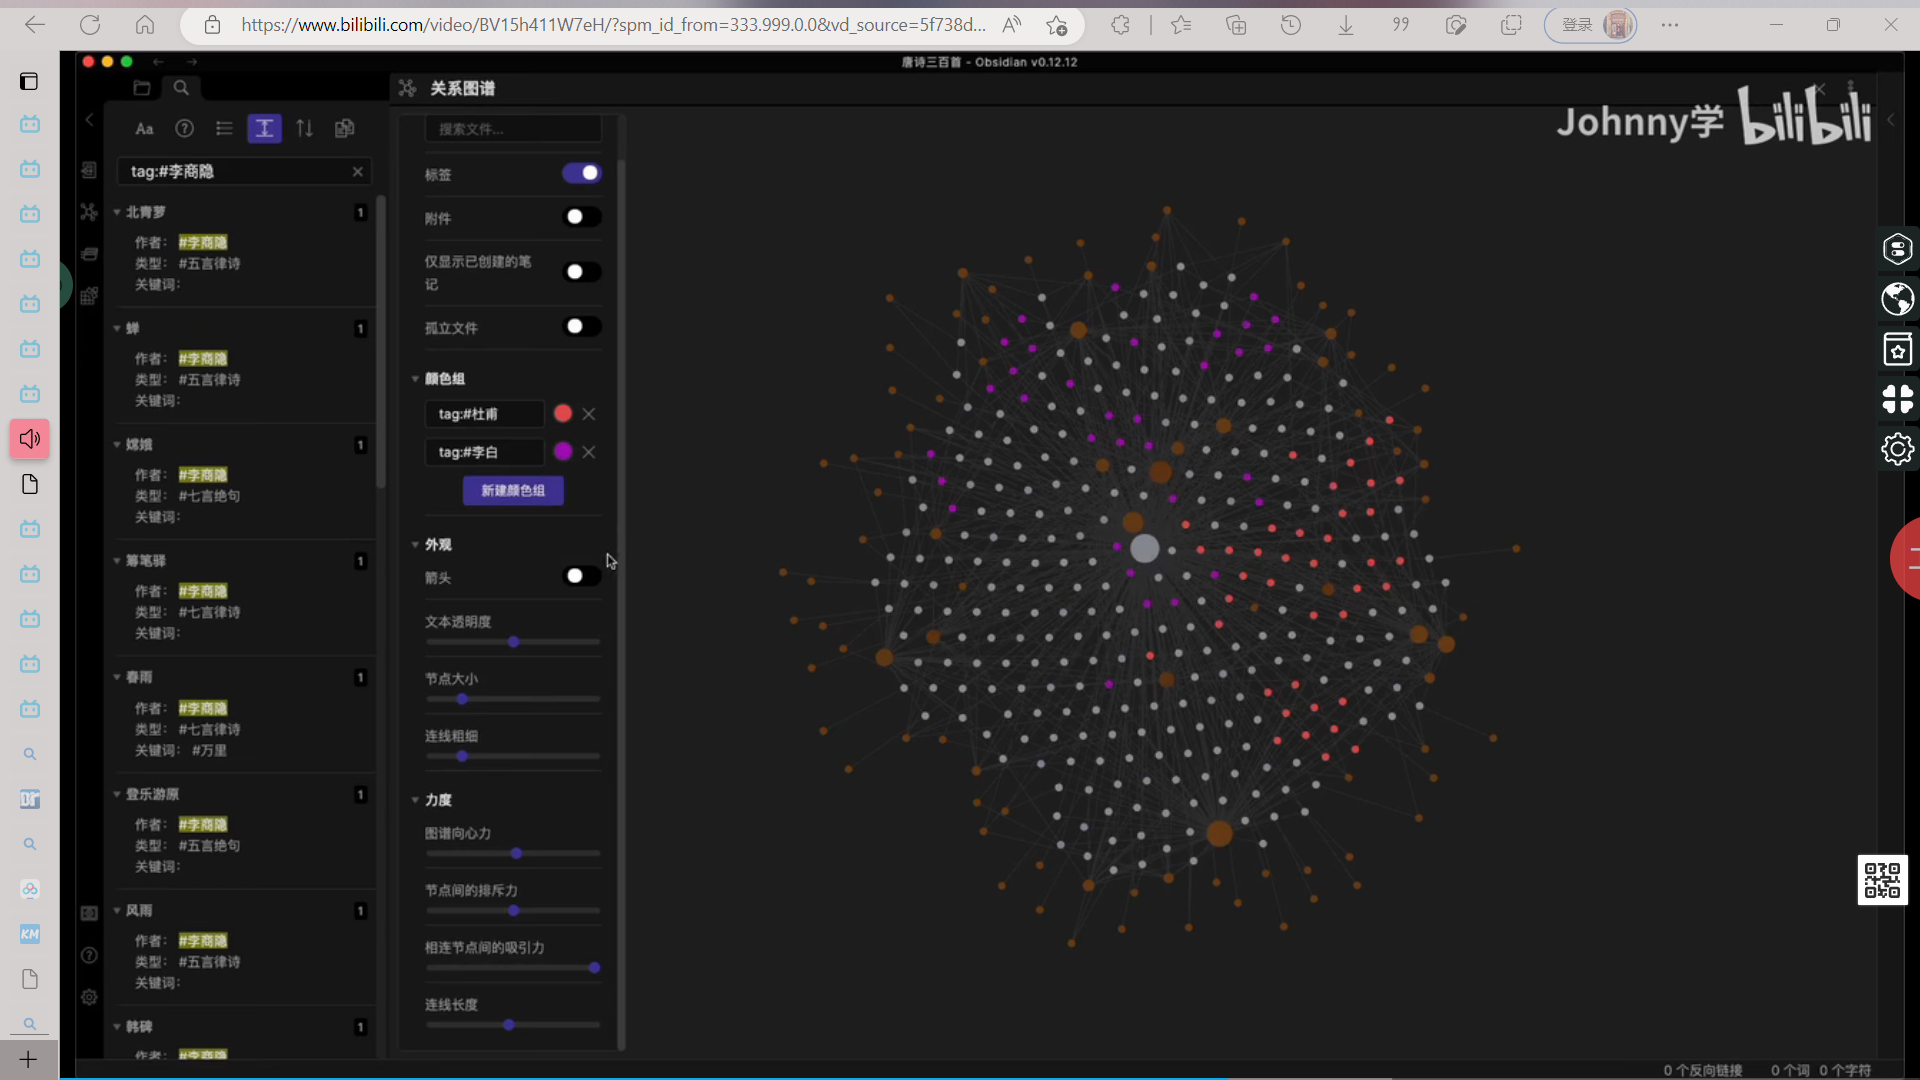 https://www.bilibili.com/video/BV15h411W7eH/?spm_id_from=333.999.0.0&vd_source=5f738d...
登录
唐诗三百首 - Obsidian v0.12.12
关系图谱
Johnny学 bilibili
Aa
tag:#李商隐
北青萝 1
作者: #李商隐
类型: #五言律诗
关键词:
蝉 1
作者: #李商隐
类型: #五言律诗
关键词:
嫦娥 1
作者: #李商隐
类型: #七言绝句
关键词:
筹笔驿 1
作者: #李商隐
类型: #七言律诗
关键词:
春雨 1
作者: #李商隐
类型: #七言律诗
关键词: #万里
登乐游原 1
作者: #李商隐
类型: #五言绝句
关键词:
风雨 1
作者: #李商隐
类型: #五言律诗
关键词:
韩碑 1
作者: #李商隐
搜索文件...
标签
附件
仅显示已创建的笔
记
孤立文件
颜色组
tag:#杜甫
tag:#李白
新建颜色组
外观
箭头
文本透明度
节点大小
连线粗细
力度
图谱向心力
节点间的排斥力
相连节点间的吸引力
连线长度
KM
0 个反向链接 0 个词 0 个字符